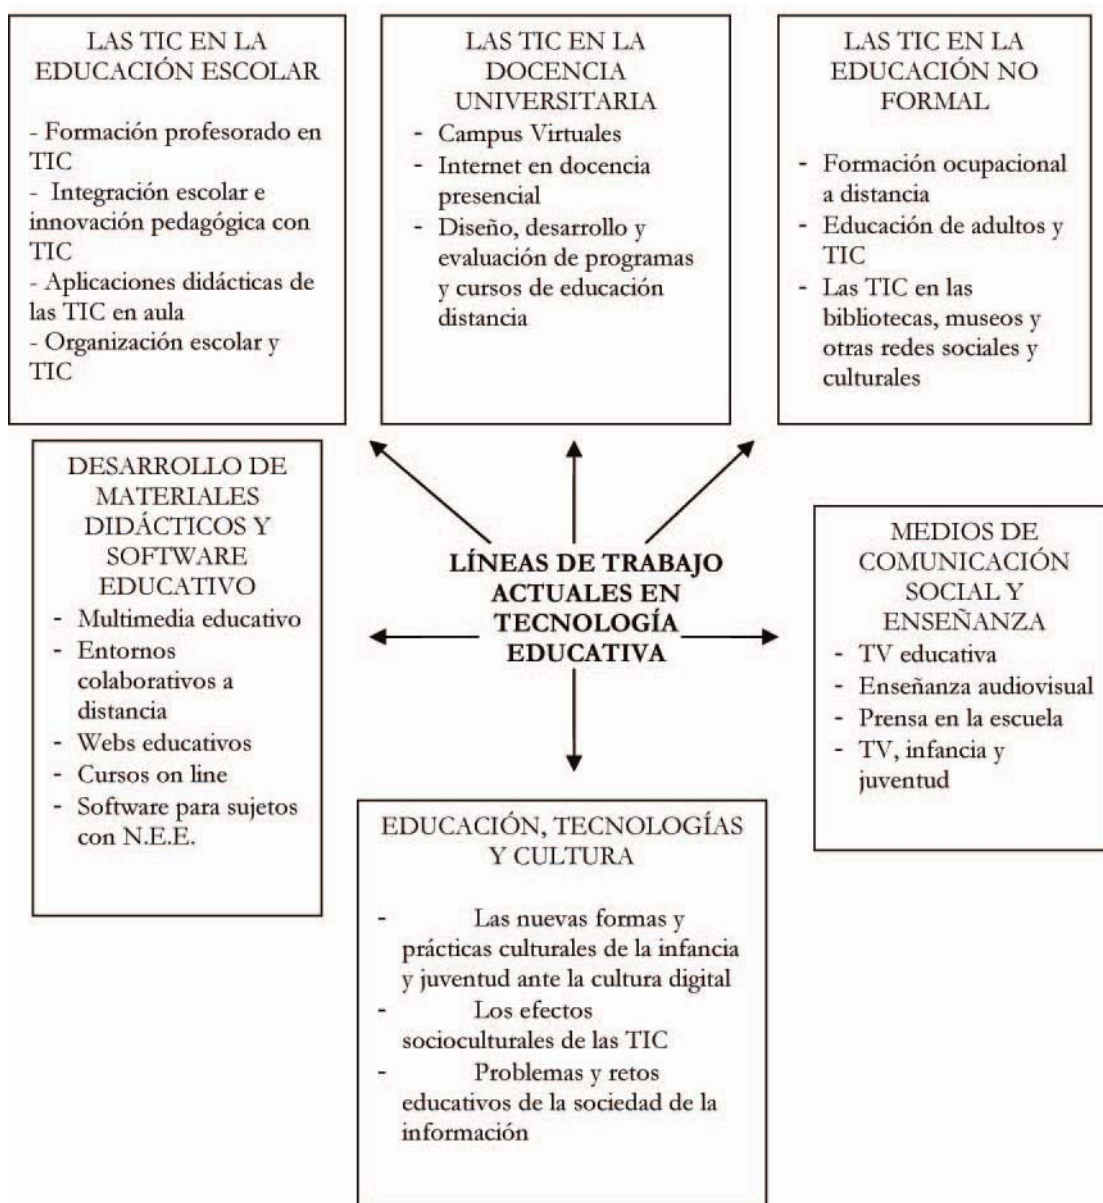 LAS TIC EN LA
EDUCACIÓN ESCOLAR
- Formación profesorado en
TIC
- Integración escolar e
innovación pedagógica con
TIC
- Aplicaciones didácticas de
las TIC en aula
- Organización escolar y
TIC
LAS TIC EN LA
DOCENCIA
UNIVERSITARIA
- Campus Virtuales
- Internet en docencia
presencial
- Diseño, desarrollo y
evaluación de programas
y cursos de educación
distancia
LAS TIC EN LA
EDUCACIÓN NO
FORMAL
- Formación ocupacional
a distancia
- Educación de adultos y
TIC
- Las TIC en las
bibliotecas, museos y
otras redes sociales y
culturales
DESARROLLO DE
MATERIALES
DIDÁCTICOS Y
SOFTWARE
EDUCATIVO
- Multimedia educativo
- Entornos
colaborativos a
distancia
- Webs educativos
- Cursos on line
- Software para sujetos
con N.E.E.
LÍNEAS DE TRABAJO
ACTUALES EN
TECNOLOGÍA
EDUCATIVA
MEDIOS DE
COMUNICACIÓN
SOCIAL Y
ENSEÑANZA
- TV educativa
- Enseñanza audiovisual
- Prensa en la escuela
- TV, infancia y
juventud
EDUCACIÓN, TECNOLOGÍAS
Y CULTURA
- Las nuevas formas y
prácticas culturales de la infancia
y juventud ante la cultura digital
- Los efectos
socioculturales de las TIC
- Problemas y retos
educativos de la sociedad de la
información